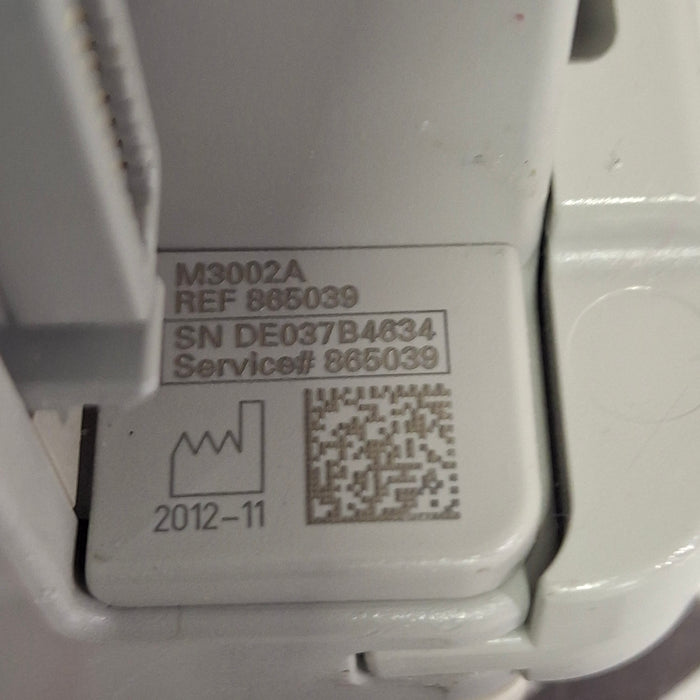 M3002A
REF 865039
SN DE037B4634
Service# 865039
2012-11